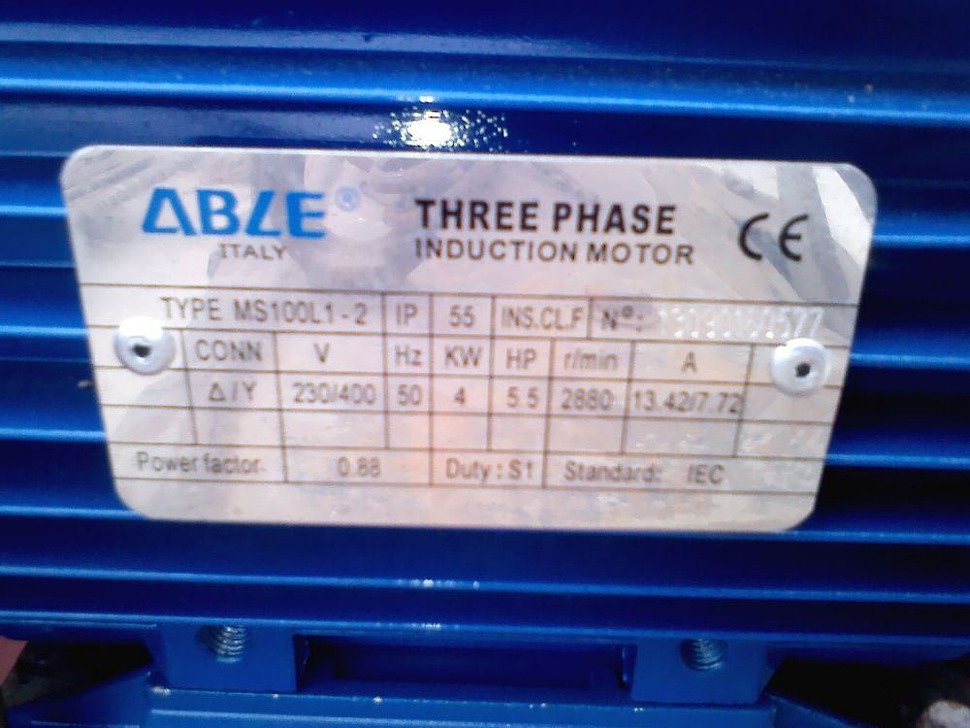 ABLE®
ITALY
THREE PHASE
INDUCTION MOTOR
CE
TYPE MS100L1-2 IP 55 INS.CL.F Nº:
CONN V Hz KW HP r/min A
Δ/Y 230/400 50 4 5.5 2880 13.42/7.72
Power factor 0.88 Duty: S1 Standard: IEC